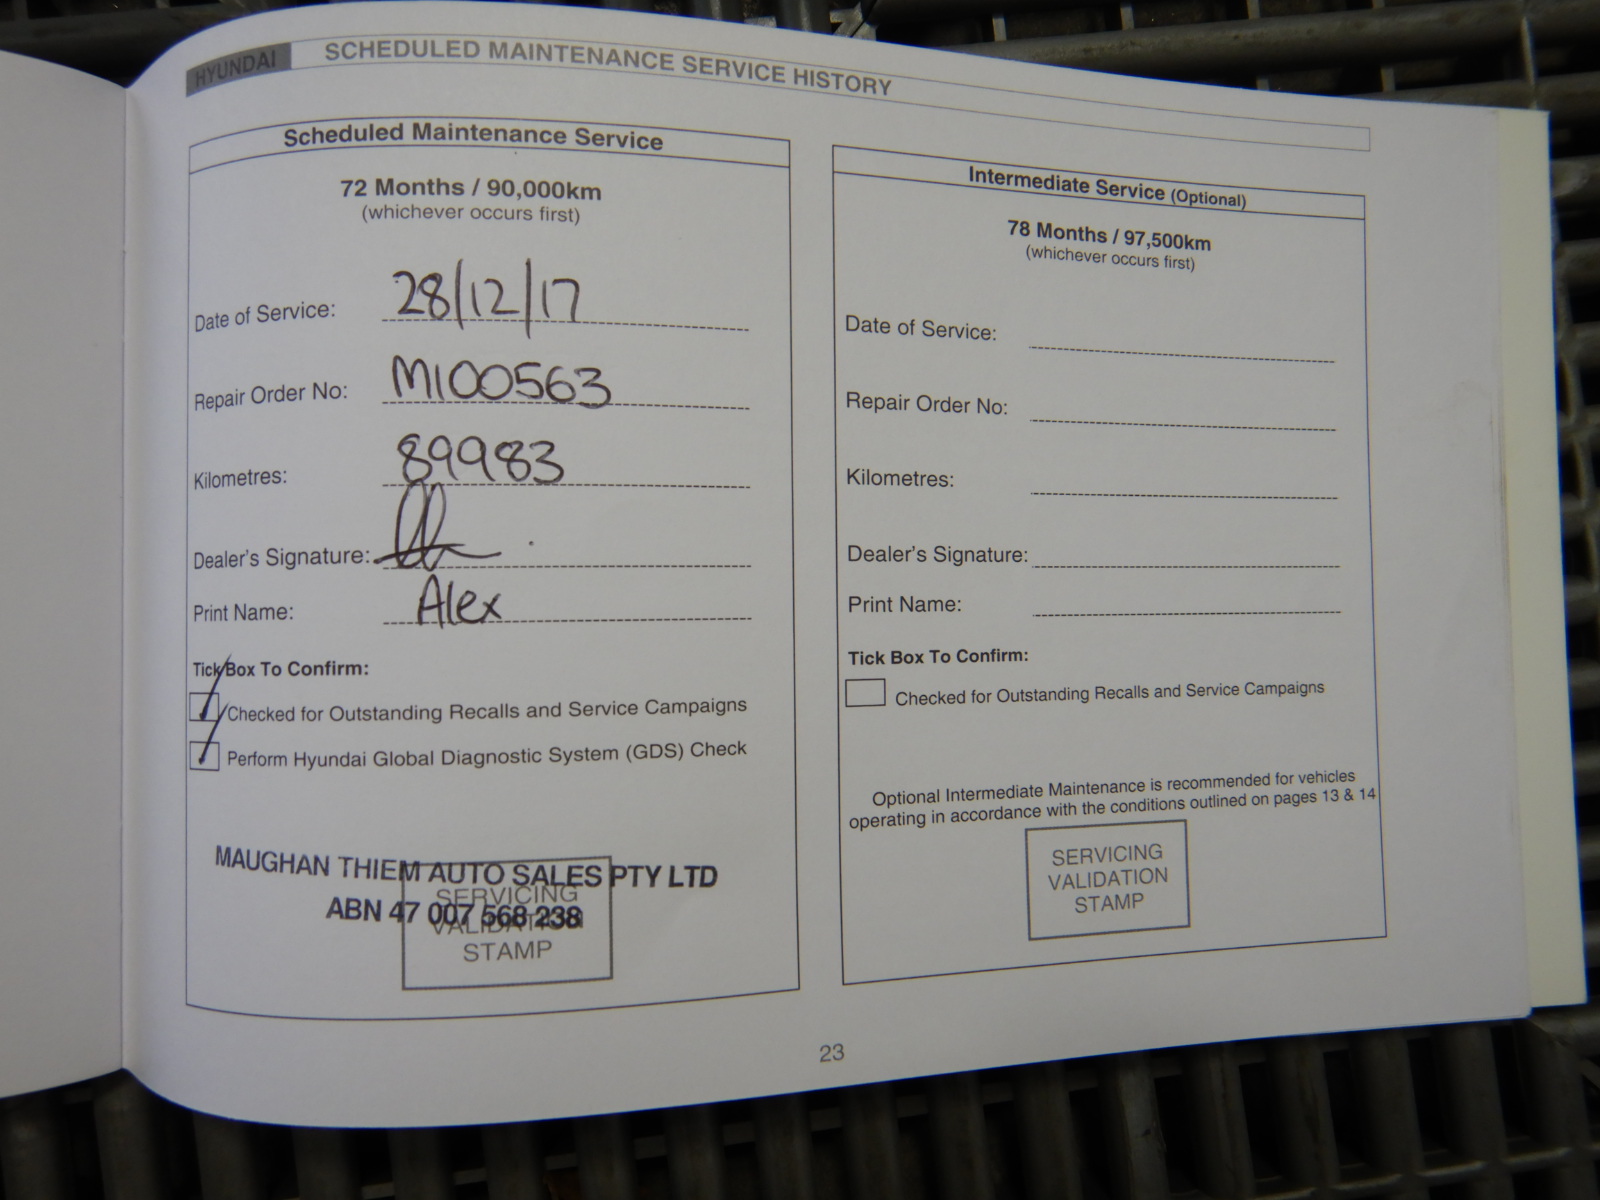 HYUNDAI SCHEDULED MAINTENANCE SERVICE HISTORY
Scheduled Maintenance Service
72 Months / 90,000km
(whichever occurs first)
Date of Service: 28/12/17
Repair Order No: M100563
Kilometres: 89983
Dealer's Signature:
Print Name: Alex
Tick Box To Confirm:
Checked for Outstanding Recalls and Service Campaigns
Perform Hyundai Global Diagnostic System (GDS) Check
MAUGHAN THIEM AUTO SALES PTY LTD
ABN 47 007 568 238
SERVICING
VALIDATION
STAMP
Intermediate Service (Optional)
78 Months / 97,500km
(whichever occurs first)
Date of Service:
Repair Order No:
Kilometres:
Dealer's Signature:
Print Name:
Tick Box To Confirm:
Checked for Outstanding Recalls and Service Campaigns
Optional Intermediate Maintenance is recommended for vehicles
operating in accordance with the conditions outlined on pages 13 & 14
SERVICING
VALIDATION
STAMP
23